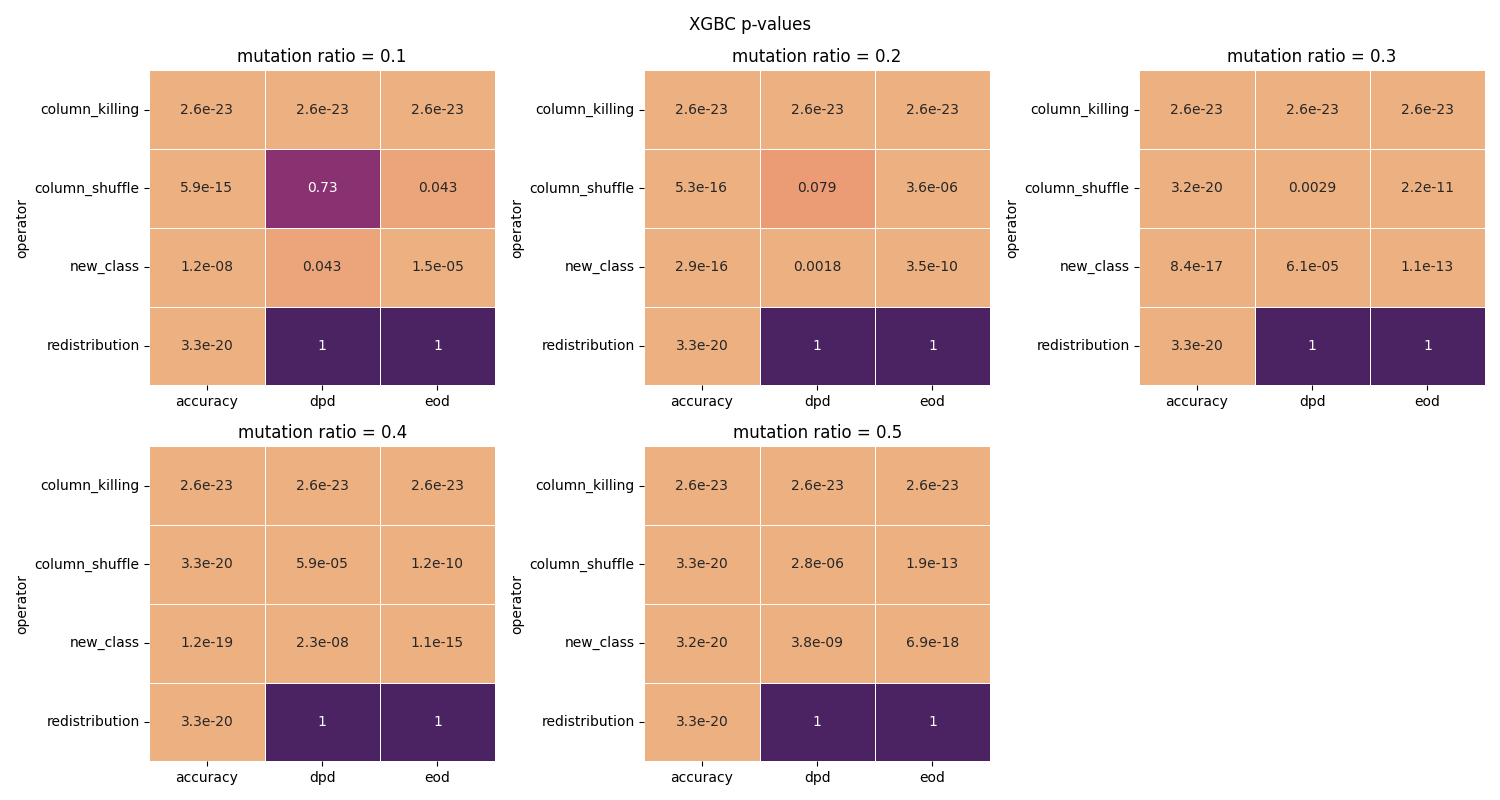 XGBC p-values
mutation ratio = 0.1
operator
column_killing 2.6e-23 2.6e-23 2.6e-23
column_shuffle 5.9e-15 0.73 0.043
new_class 1.2e-08 0.043 1.5e-05
redistribution 3.3e-20 1 1
accuracy dpd eod
mutation ratio = 0.2
operator
column_killing 2.6e-23 2.6e-23 2.6e-23
column_shuffle 5.3e-16 0.079 3.6e-06
new_class 2.9e-16 0.0018 3.5e-10
redistribution 3.3e-20 1 1
accuracy dpd eod
mutation ratio = 0.3
operator
column_killing 2.6e-23 2.6e-23 2.6e-23
column_shuffle 3.2e-20 0.0029 2.2e-11
new_class 8.4e-17 6.1e-05 1.1e-13
redistribution 3.3e-20 1 1
accuracy dpd eod
mutation ratio = 0.4
operator
column_killing 2.6e-23 2.6e-23 2.6e-23
column_shuffle 3.3e-20 5.9e-05 1.2e-10
new_class 1.2e-19 2.3e-08 1.1e-15
redistribution 3.3e-20 1 1
accuracy dpd eod
mutation ratio = 0.5
operator
column_killing 2.6e-23 2.6e-23 2.6e-23
column_shuffle 3.3e-20 2.8e-06 1.9e-13
new_class 3.2e-20 3.8e-09 6.9e-18
redistribution 3.3e-20 1 1
accuracy dpd eod